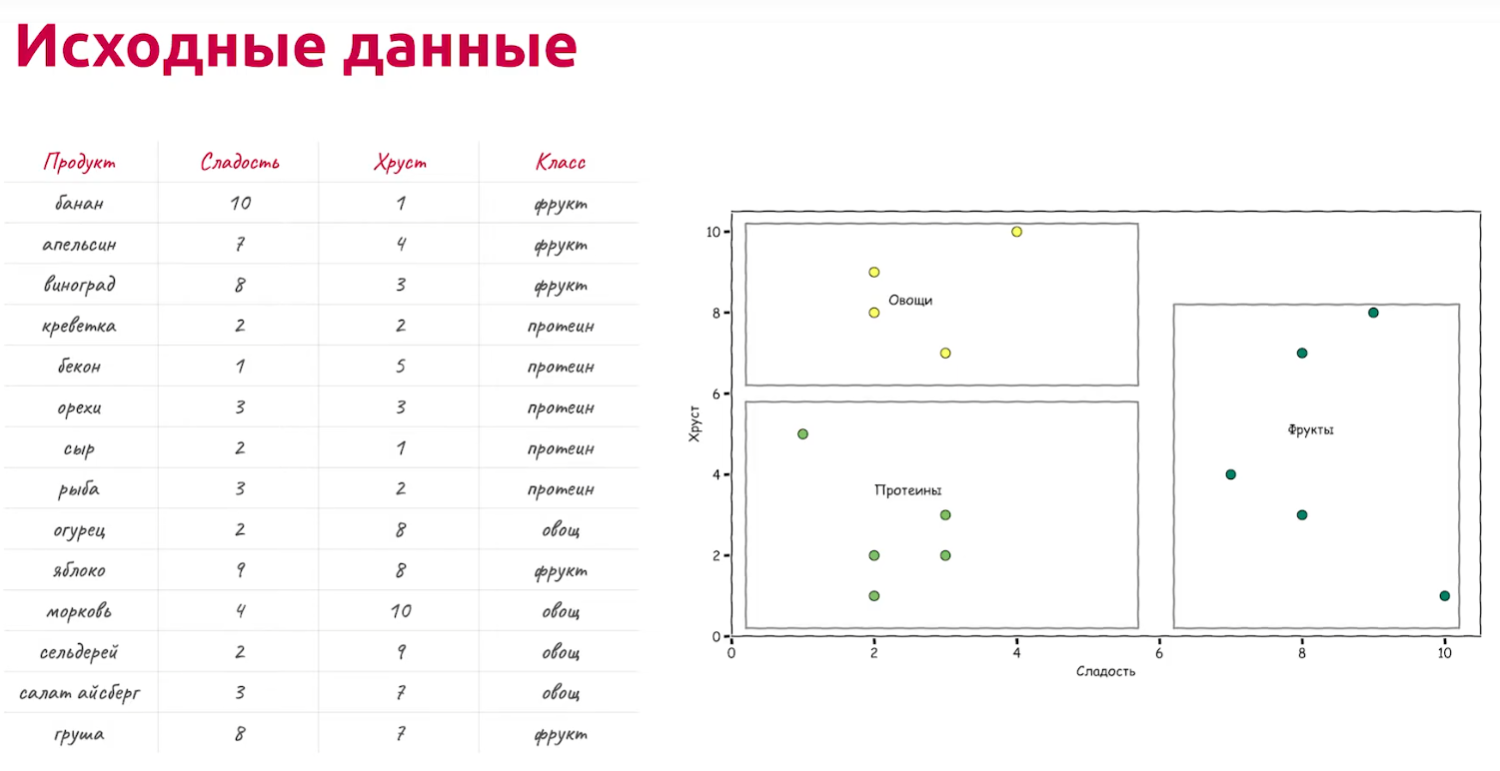 Исходные данные
Продукт Сладость Хруст Класс
банан 10 1 фрукт
апельсин 7 4 фрукт
виноград 8 3 фрукт
креветка 2 2 протеин
бекон 1 5 протеин
орехи 3 3 протеин
сыр 2 1 протеин
рыба 3 2 протеин
огурец 2 8 овощ
яблоко 9 8 фрукт
морковь 4 10 овощ
сельдерей 2 9 овощ
салат айсберг 3 7 овощ
груша 8 7 фрукт
Хруст
10
8
6
4
2
0
Овощи
Фрукты
Протеины
0 2 4 6 8 10
Сладость